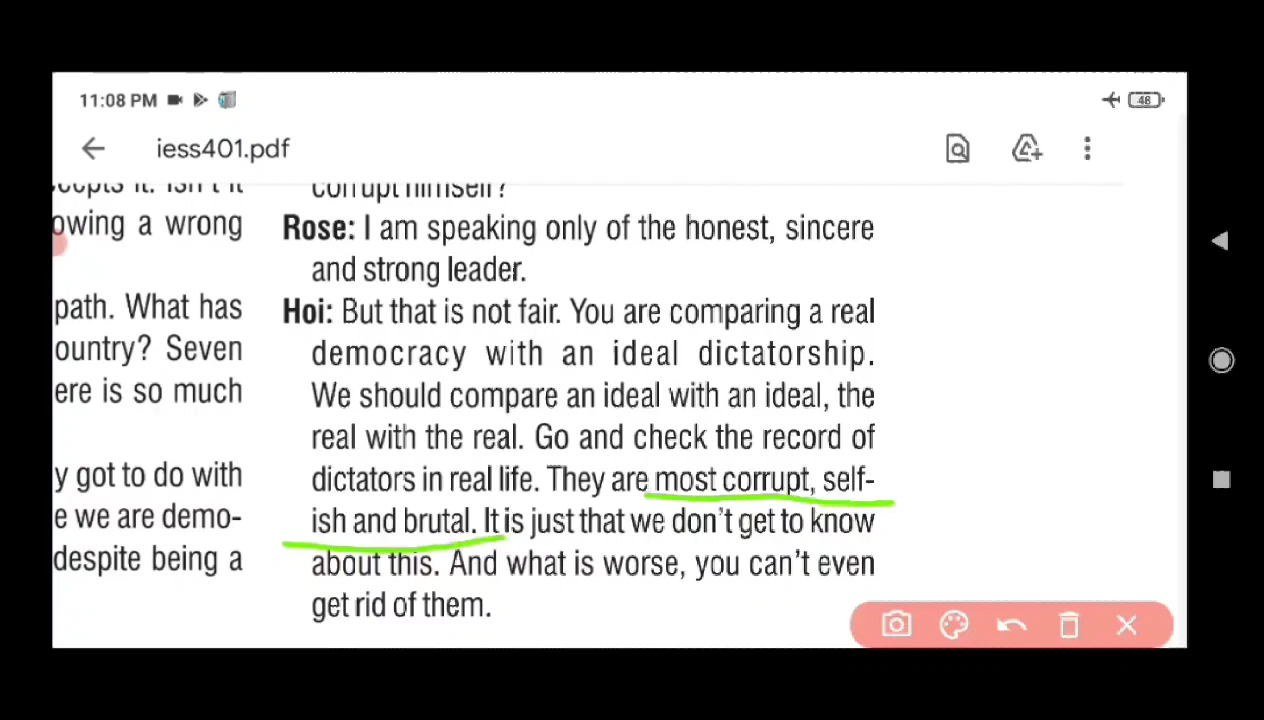 11:08 PM
48
iess401.pdf
owing a wrong
path. What has
ountry? Seven
ere is so much
y got to do with
e we are demo-
despite being a
corrupt himself?
Rose: I am speaking only of the honest, sincere
and strong leader.
Hoi: But that is not fair. You are comparing a real
democracy with an ideal dictatorship.
We should compare an ideal with an ideal, the
real with the real. Go and check the record of
dictators in real life. They are most corrupt, self-
ish and brutal. It is just that we don't get to know
about this. And what is worse, you can't even
get rid of them.